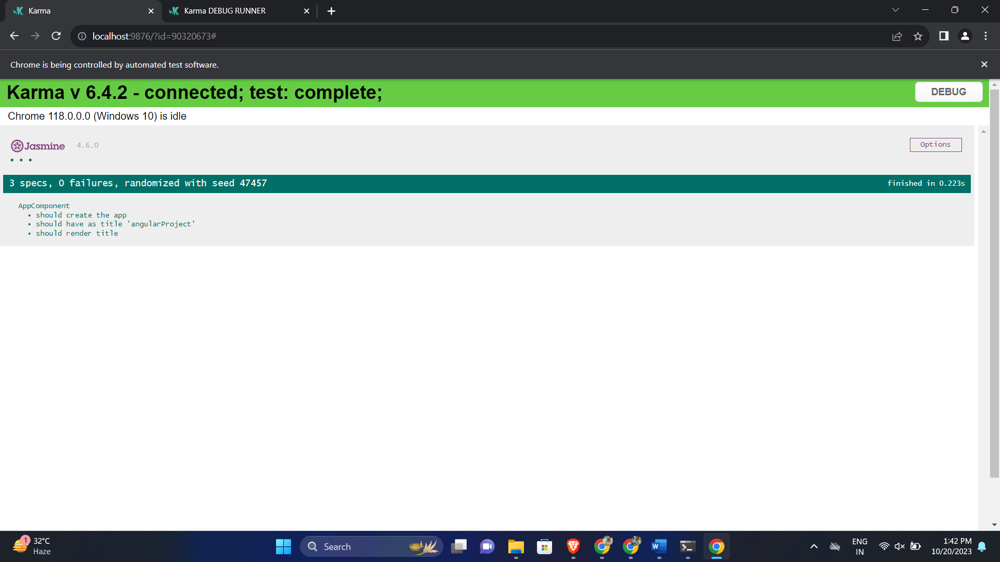 Karma
Karma DEBUG RUNNER
localhost:9876/?id=90320673#
Chrome is being controlled by automated test software.
Karma v 6.4.2 - connected; test: complete;
DEBUG
Chrome 118.0.0.0 (Windows 10) is idle
Jasmine 4.6.0
Options
• • •
3 specs, 0 failures, randomized with seed 47457
finished in 0.223s
AppComponent
• should create the app
• should have as title 'angularProject'
• should render title
1
32°C
Haze
Search
W
ENG
IN
1:42 PM
10/20/2023